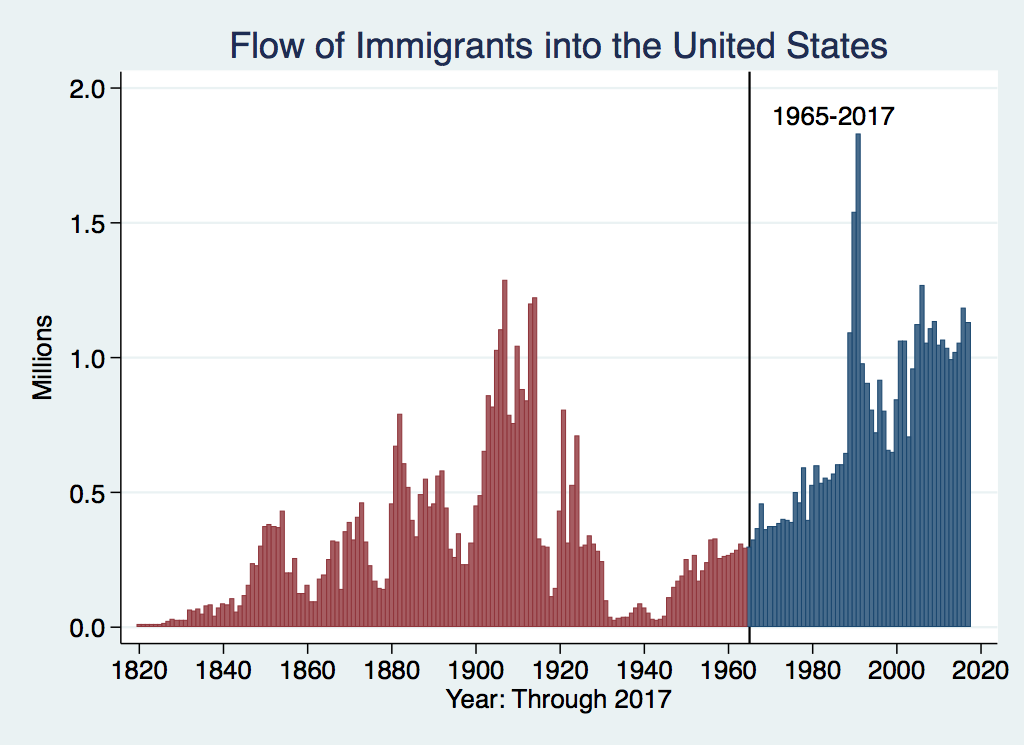 Flow of Immigrants into the United States
2.0
1965-2017
1.5
1.0
0.5
0.0
Millions
1820 1840 1860 1880 1900 1920 1940 1960 1980 2000 2020
Year: Through 2017